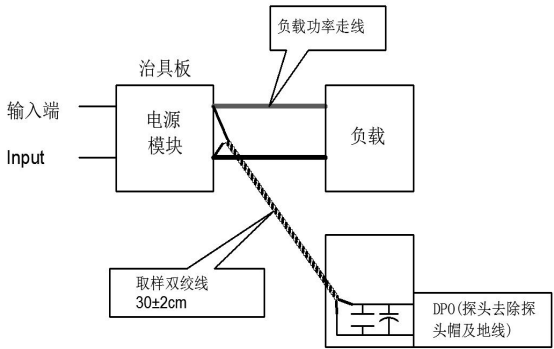 负载功率走线
治具板
输入端
Input
电源
模块
负载
取样双绞线
30±2cm
DPO(探头去除探
头帽及地线)